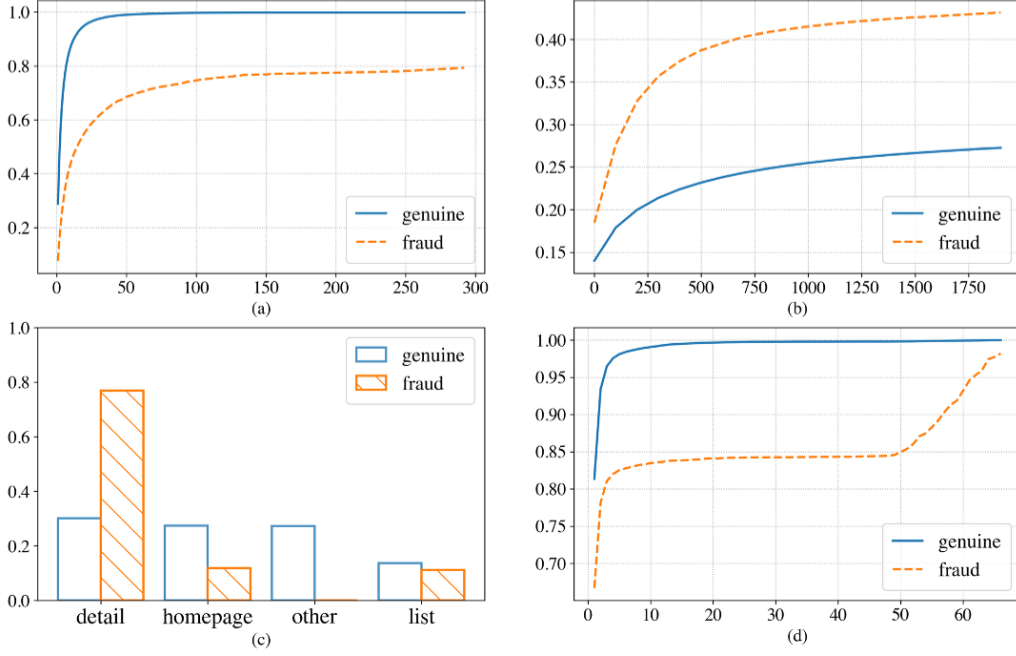 1.0
0.8
0.6
0.4
0.2
0 50 100 150 200 250 300
genuine
fraud
(a)
0.40
0.35
0.30
0.25
0.20
0.15
0 250 500 750 1000 1250 1500 1750
genuine
fraud
(b)
1.0
0.8
0.6
0.4
0.2
0.0
detail homepage other list
genuine
fraud
(c)
1.00
0.95
0.90
0.85
0.80
0.75
0.70
0 10 20 30 40 50 60
genuine
fraud
(d)